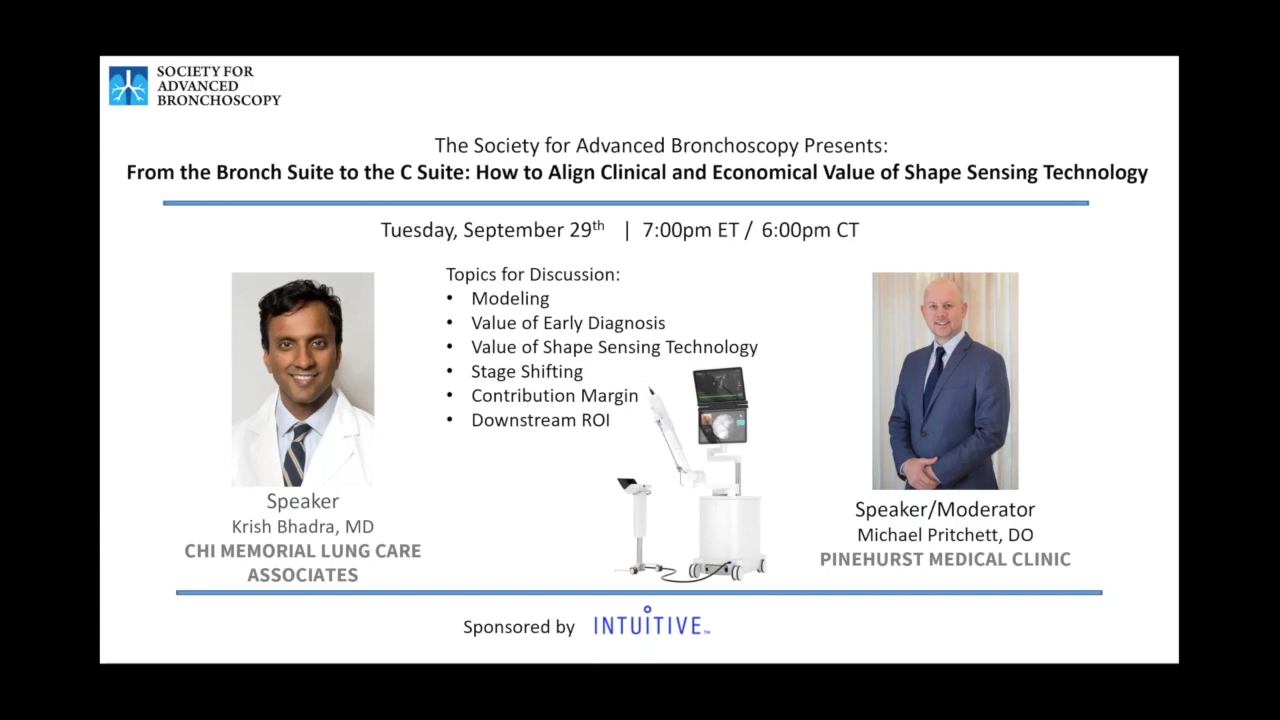 SOCIETY FOR
ADVANCED
BRONCHOSCOPY
The Society for Advanced Bronchoscopy Presents:
From the Bronch Suite to the C Suite: How to Align Clinical and Economical Value of Shape Sensing Technology
Tuesday, September 29th | 7:00pm ET / 6:00pm CT
Topics for Discussion:
• Modeling
• Value of Early Diagnosis
• Value of Shape Sensing Technology
• Stage Shifting
• Contribution Margin
• Downstream ROI
Speaker
Krish Bhadra, MD
CHI MEMORIAL LUNG CARE
ASSOCIATES
Speaker/Moderator
Michael Pritchett, DO
PINEHURST MEDICAL CLINIC
Sponsored by INTUITIVE™